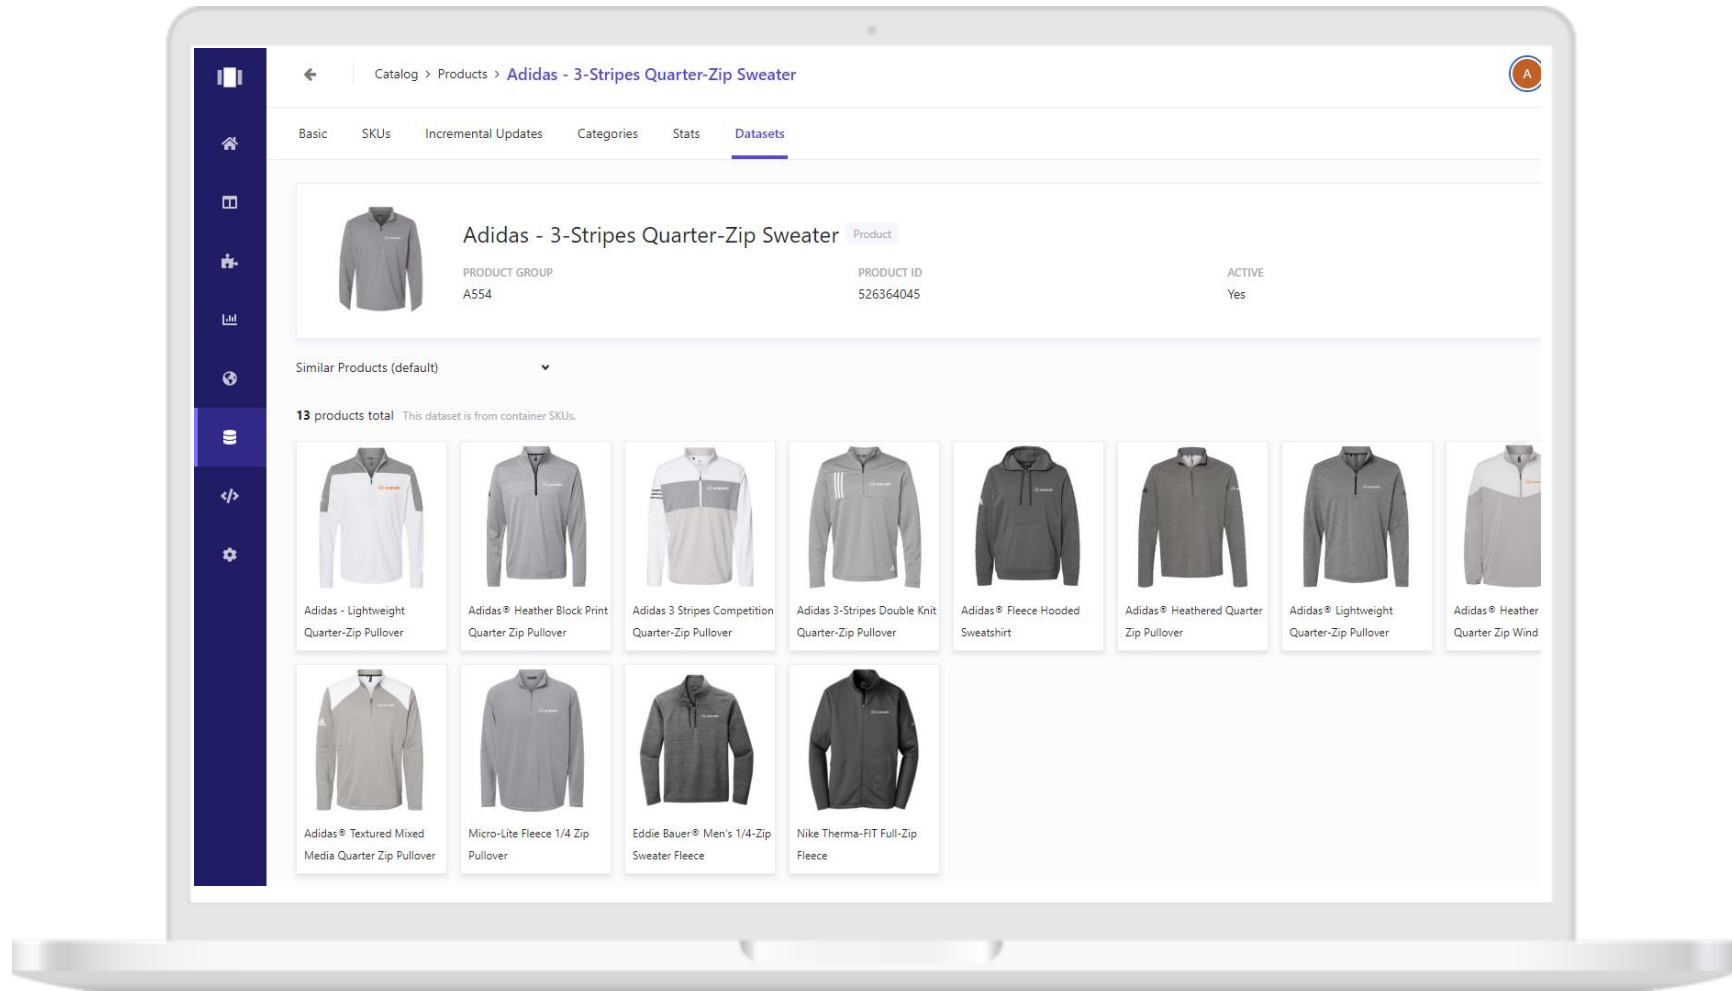 Catalog > Products > Adidas - 3-Stripes Quarter-Zip Sweater
A
Basic SKUs Incremental Updates Categories Stats Datasets
Adidas - 3-Stripes Quarter-Zip Sweater Product
PRODUCT GROUP PRODUCT ID ACTIVE
A554 526364045 Yes
Similar Products (default)
13 products total This dataset is from container SKUs.
Adidas - Lightweight
Quarter-Zip Pullover
Adidas® Heather Block Print
Quarter Zip Pullover
Adidas 3 Stripes Competition
Quarter-Zip Pullover
Adidas 3-Stripes Double Knit
Quarter-Zip Pullover
Adidas® Fleece Hooded
Sweatshirt
Adidas® Heathered Quarter
Zip Pullover
Adidas® Lightweight
Quarter-Zip Pullover
Adidas® Heather
Quarter Zip Wind
Adidas® Textured Mixed
Media Quarter Zip Pullover
Micro-Lite Fleece 1/4 Zip
Pullover
Eddie Bauer® Men's 1/4-Zip
Sweater Fleece
Nike Therma-FIT Full-Zip
Fleece